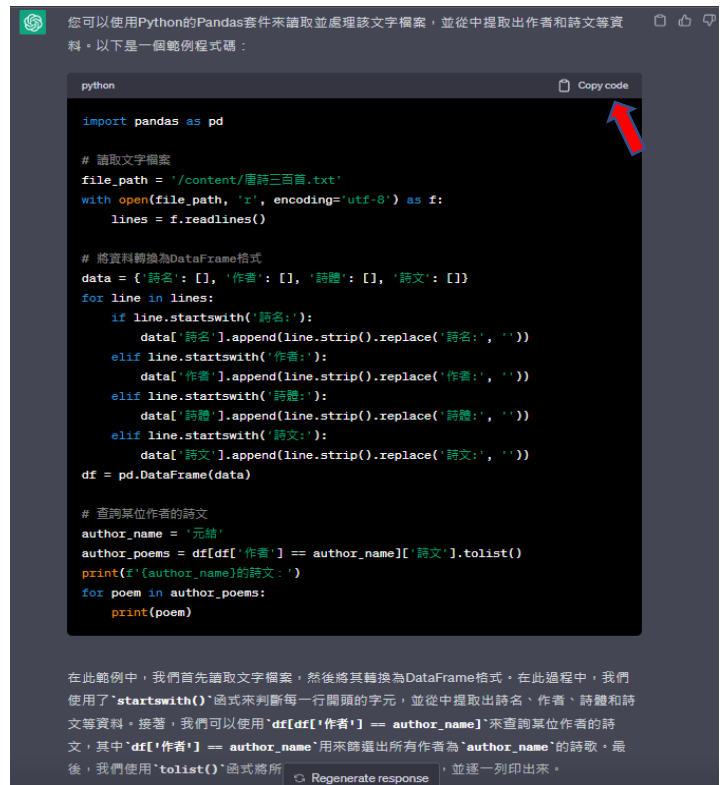 您可以使用Python的Pandas套件來讀取並處理該文字檔案，並從中提取出作者和詩文等資
料。以下是一個範例程式碼：
python
Copy code
import pandas as pd
# 讀取文字檔案
file_path = '/content/唐詩三百首.txt'
with open(file_path, 'r', encoding='utf-8') as f:
    lines = f.readlines()
# 將資料轉換為DataFrame格式
data = {'詩名': [], '作者': [], '詩體': [], '詩文': []}
for line in lines:
    if line.startswith('詩名:'):
        data['詩名'].append(line.strip().replace('詩名:', ''))
    elif line.startswith('作者:'):
        data['作者'].append(line.strip().replace('作者:', ''))
    elif line.startswith('詩體:'):
        data['詩體'].append(line.strip().replace('詩體:', ''))
    elif line.startswith('詩文:'):
        data['詩文'].append(line.strip().replace('詩文:', ''))
df = pd.DataFrame(data)
# 查詢某位作者的詩文
author_name = '元結'
author_poems = df[df['作者'] == author_name]['詩文'].tolist()
print(f'{author_name}的詩文：')
for poem in author_poems:
    print(poem)
在此範例中，我們首先讀取文字檔案，然後將其轉換為DataFrame格式。在此過程中，我們
使用了`startswith()`函式來判斷每一行開頭的字元，並從中提取出詩名、作者、詩體和詩
文等資料。接著，我們可以使用`df[df['作者'] == author_name]`來查詢某位作者的詩
文，其中`df['作者'] == author_name`用來篩選出所有作者為`author_name`的詩歌。最
後，我們使用`tolist()`函式將所 ，並逐一列印出來。
Regenerate response